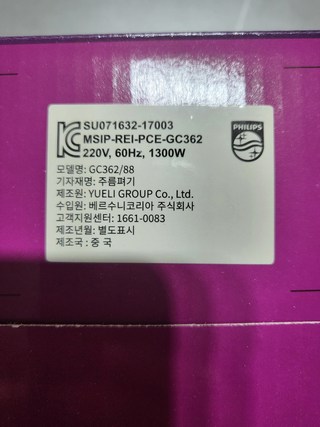 SU071632-17003
MSIP-REI-PCE-GC362
220V, 60Hz, 1300W
PHILIPS
모델명: GC362/88
기자재명: 주름펴기
제조원: YUELI GROUP Co., Ltd.
수입원: 베르수니코리아 주식회사
고객지원센터: 1661-0083
제조년월: 별도표시
제조국 : 중 국